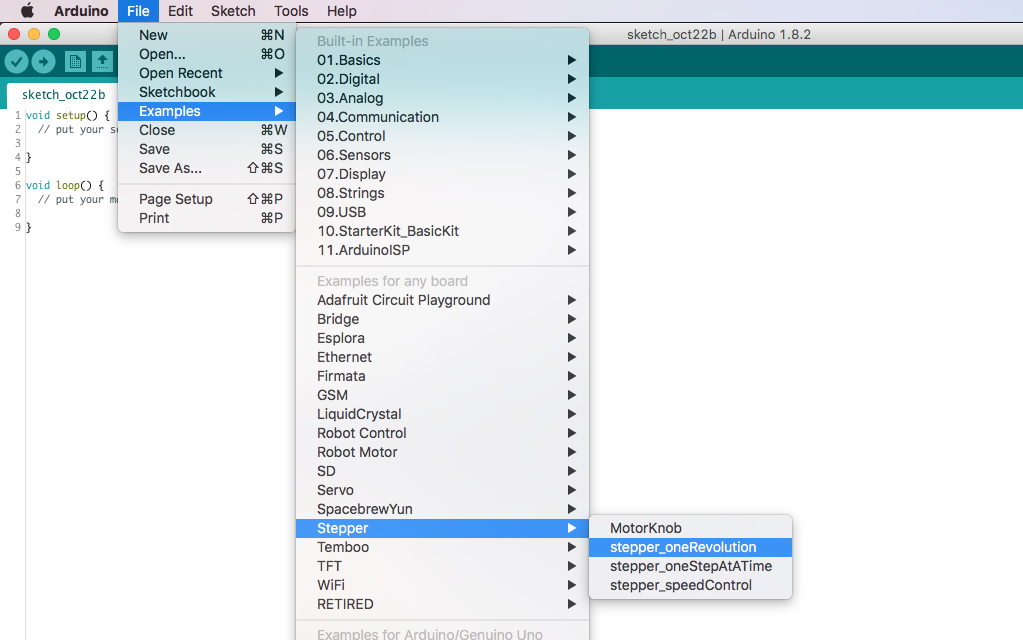 Arduino File Edit Sketch Tools Help
sketch_oct22b | Arduino 1.8.2
New ⌘N
Open... ⌘O
Open Recent ▶
Sketchbook ▶
Examples ▶
Close ⌘W
Save ⌘S
Save As... ⇧⌘S
Page Setup ⇧⌘P
Print ⌘P
sketch_oct22b
1 void setup() {
2 // put your
3
4 }
5
6 void loop() {
7 // put your
8
9 }
Built-in Examples
01.Basics ▶
02.Digital ▶
03.Analog ▶
04.Communication ▶
05.Control ▶
06.Sensors ▶
07.Display ▶
08.Strings ▶
09.USB ▶
10.StarterKit_BasicKit ▶
11.ArduinoISP ▶
Examples for any board
Adafruit Circuit Playground ▶
Bridge ▶
Esplora ▶
Ethernet ▶
Firmata ▶
GSM ▶
LiquidCrystal ▶
Robot Control ▶
Robot Motor ▶
SD ▶
Servo ▶
SpacebrewYun ▶
Stepper ▶
Temboo ▶
TFT ▶
WiFi ▶
RETIRED ▶
Examples for Arduino/Genuino Uno
MotorKnob
stepper_oneRevolution
stepper_oneStepAtATime
stepper_speedControl